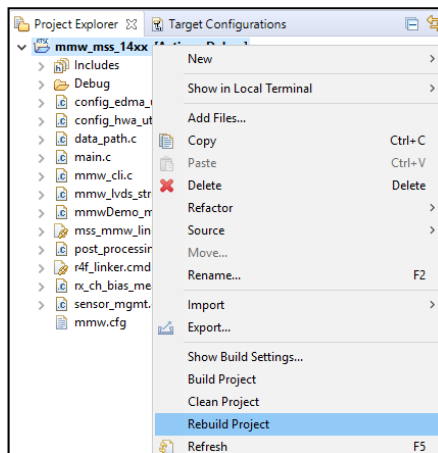 Project Explorer
Target Configurations
mmw_mss_14xx
New
Includes
Debug
Show in Local Terminal
config_edma_u
Add Files...
config_hwa_ut
Copy Ctrl+C
data_path.c
main.c
Paste Ctrl+V
mmw_cli.c
Delete Delete
mmw_lvds_str
Refactor
mmwDemo_m
Source
mss_mmw_lin
Move...
post_processin
Rename... F2
r4f_linker.cmd
rx_ch_bias_me
Import
sensor_mgmt.
Export...
mmw.cfg
Show Build Settings...
Build Project
Clean Project
Rebuild Project
Refresh F5